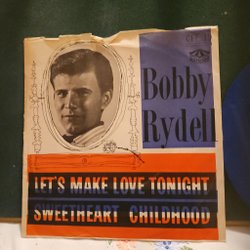 Bobby
Rydell
LET'S MAKE LOVE TONIGHT
SWEETHEART CHILDHOOD